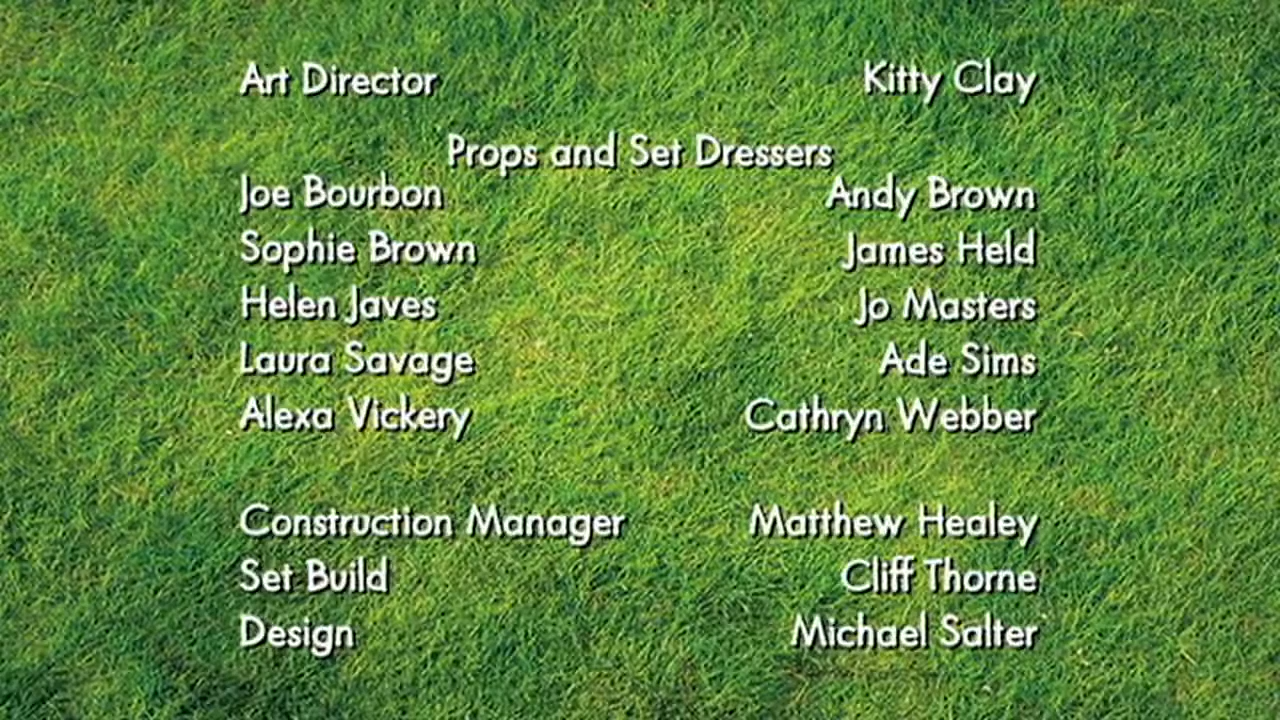 Art Director Kitty Clay
Props and Set Dressers
Joe Bourbon Andy Brown
Sophie Brown James Held
Helen Javes Jo Masters
Laura Savage Ade Sims
Alexa Vickery Cathryn Webber
Construction Manager Matthew Healey
Set Build Cliff Thorne
Design Michael Salter